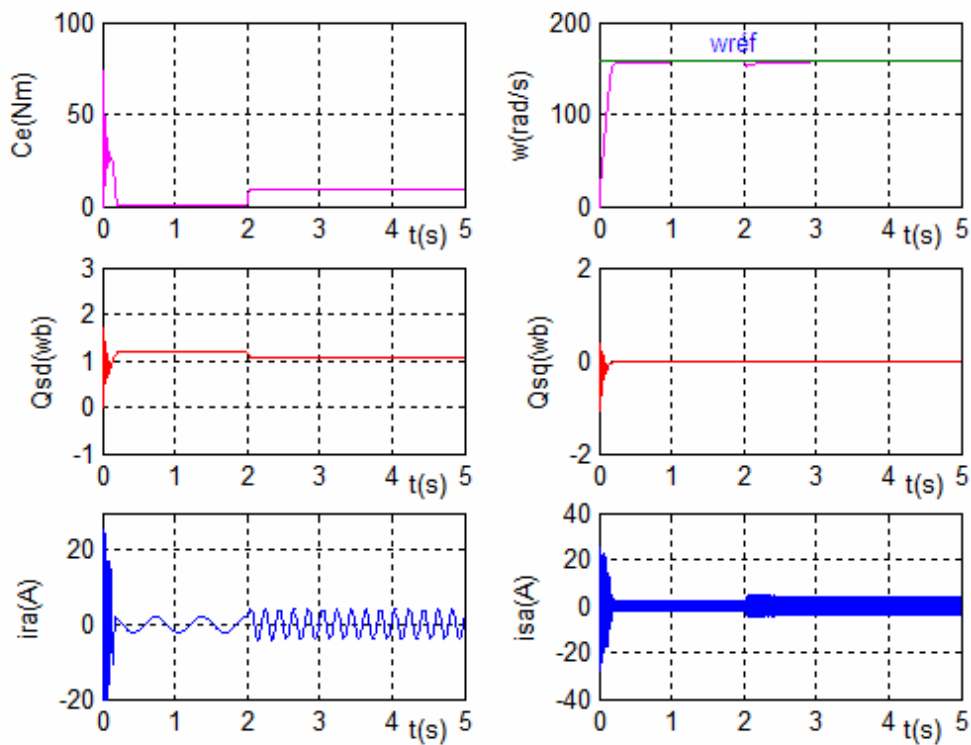 100
50
0
Ce(Nm)
0 1 2 3 4 5
t(s)
200
100
0
w(rad/s)
wref
0 1 2 3 4 5
t(s)
3
2
1
0
-1
Qsd(wb)
0 1 2 3 4 5
t(s)
2
0
-2
Qsq(wb)
0 1 2 3 4 5
t(s)
20
0
-20
ira(A)
0 1 2 3 4 5
t(s)
40
20
0
-20
-40
isa(A)
0 1 2 3 4 5
t(s)